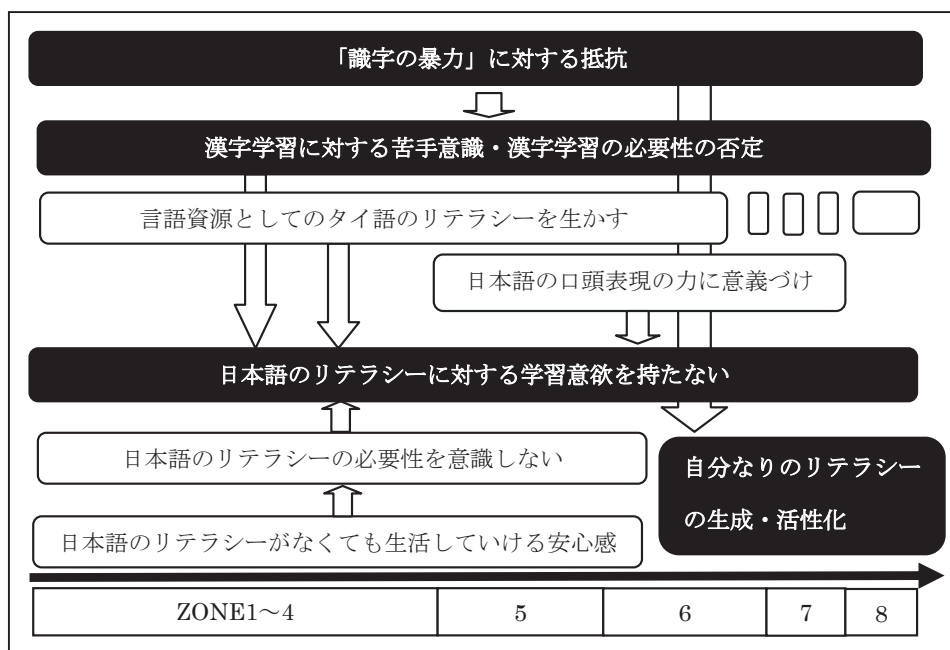 「識字の暴力」に対する抵抗
漢字学習に対する苦手意識・漢字学習の必要性の否定
言語資源としてのタイ語のリテラシーを生かす
日本語の口頭表現の力に意義づけ
日本語のリテラシーに対する学習意欲を持たない
日本語のリテラシーの必要性を意識しない
自分なりのリテラシー
の生成・活性化
日本語のリテラシーがなくても生活していける安心感
ZONE1～4
5
6
7
8